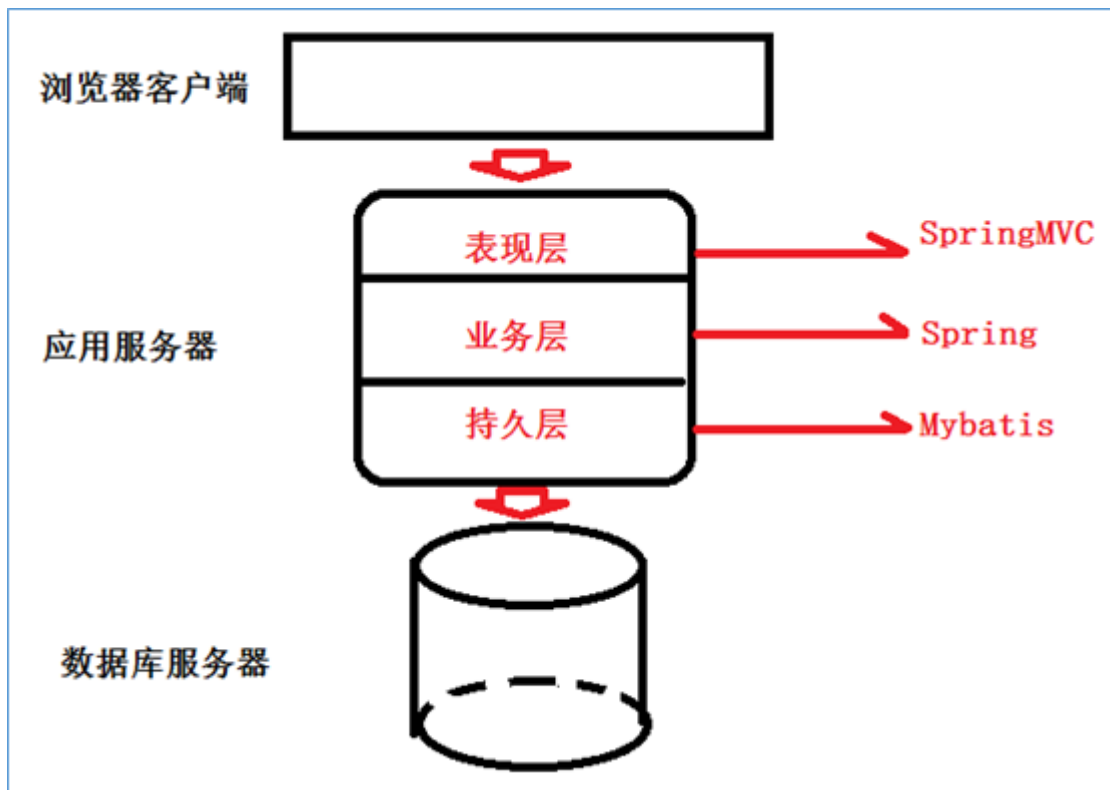 浏览器客户端
表现层
SpringMVC
应用服务器
业务层
Spring
持久层
Mybatis
数据库服务器